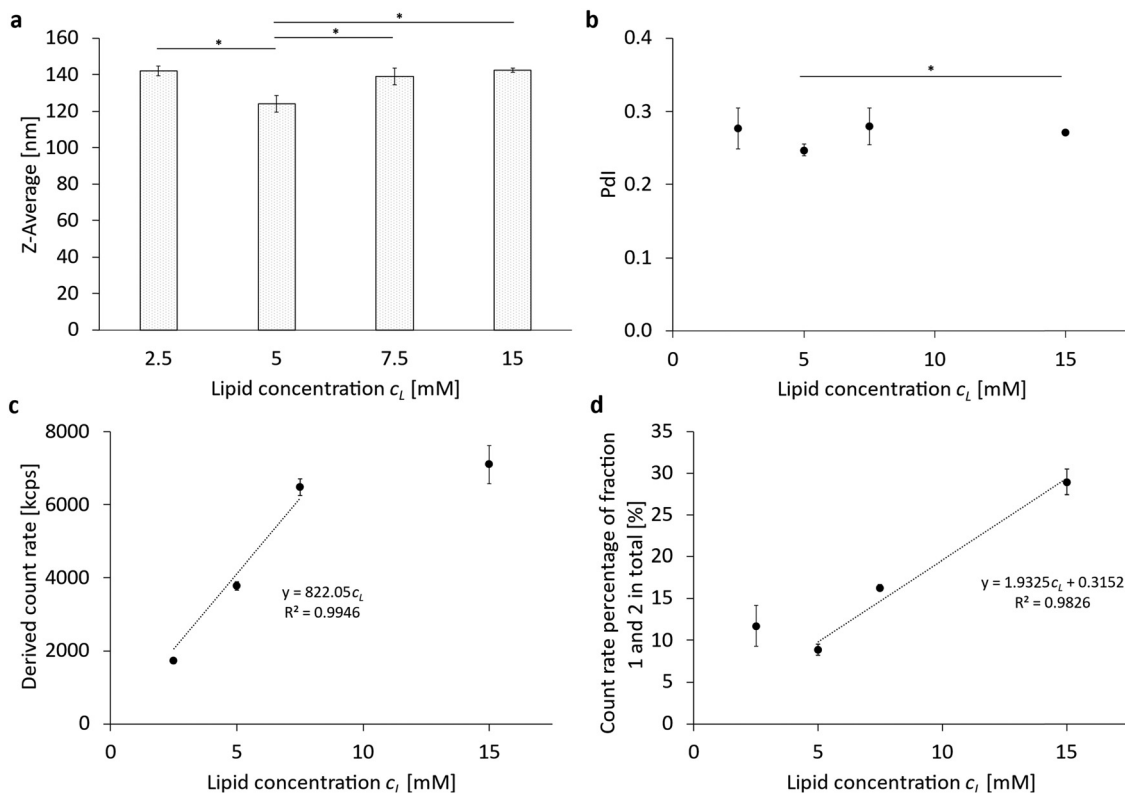 a
*
*
*
160
140
120
100
80
60
40
20
0
Z-Average [nm]
2.5 5 7.5 15
Lipid concentration c_L [mM]
b
*
0.4
0.3
0.2
0.1
0.0
PdI
0 5 10 15
Lipid concentration c_L [mM]
c
8000
6000
4000
2000
0
Derived count rate [kcps]
y = 822.05c_L
R² = 0.9946
0 5 10 15
Lipid concentration c_L [mM]
d
35
30
25
20
15
10
5
0
Count rate percentage of fraction
1 and 2 in total [%]
y = 1.9325c_L + 0.3152
R² = 0.9826
0 5 10 15
Lipid concentration c_L [mM]